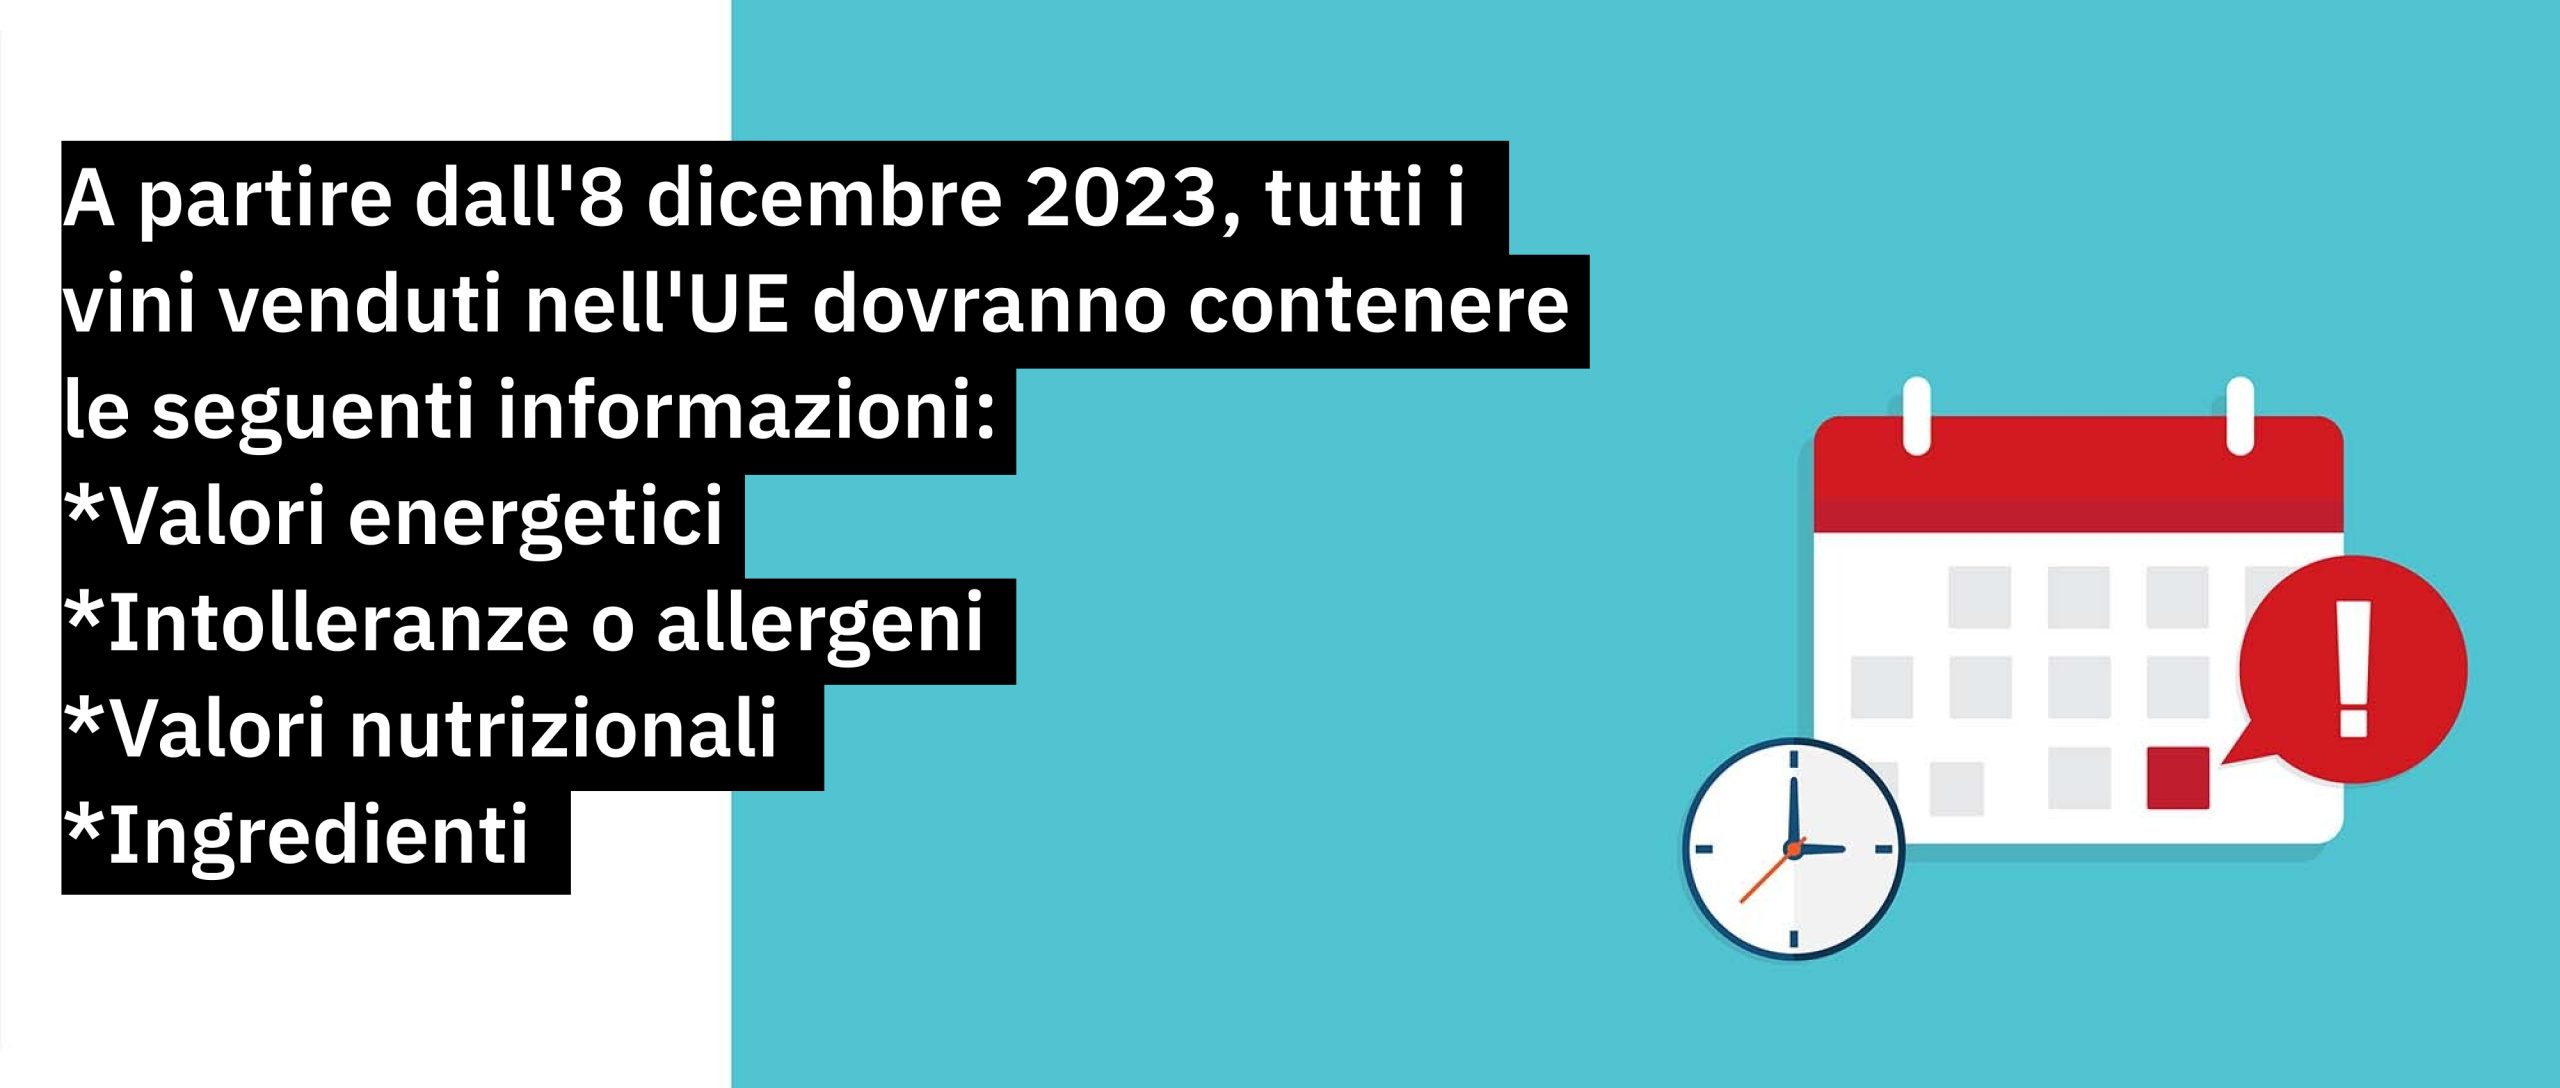 A partire dall'8 dicembre 2023, tutti i
vini venduti nell'UE dovranno contenere
le seguenti informazioni:
*Valori energetici
*Intolleranze o allergeni
*Valori nutrizionali
*Ingredienti
!